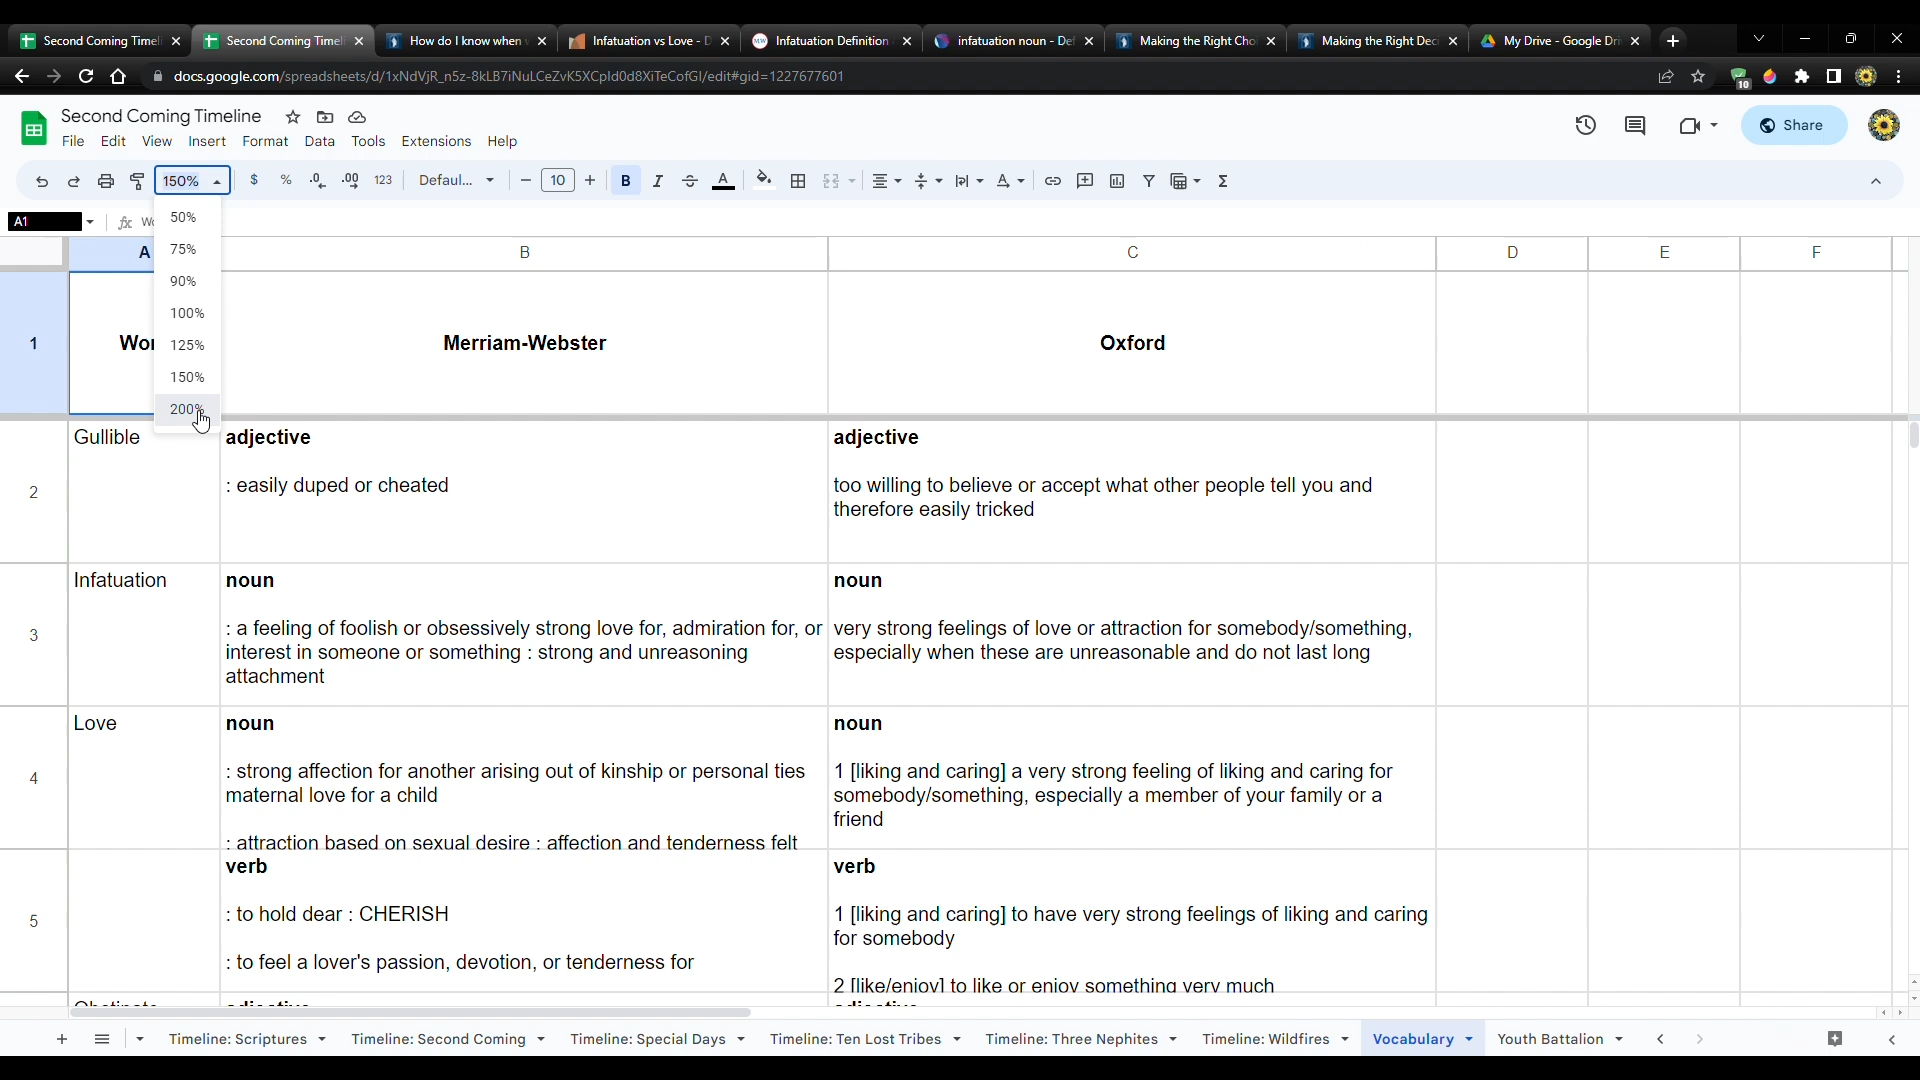 Second Coming Timeli
Second Coming Timeli
How do I know when
Infatuation vs Love - D
Infatuation Definition
infatuation noun - Def
Making the Right Cho
Making the Right Deci
My Drive - Google Dri
docs.google.com/spreadsheets/d/1xNdVjR_n5z-8kLB7iNuLCeZvK5XCpId0d8XiTeCofGI/edit#gid=1227677601
10
Second Coming Timeline
File Edit View Insert Format Data Tools Extensions Help
Share
150% $ % .0 .00 123 Defaul... 10 B I A
A1 fx Wo
50%
75%
90%
100%
125%
150%
200%
A B C D E F
1 Wor Merriam-Webster Oxford
2 Gullible
adjective
: easily duped or cheated
adjective
too willing to believe or accept what other people tell you and
therefore easily tricked
3 Infatuation
noun
: a feeling of foolish or obsessively strong love for, admiration for, or
interest in someone or something : strong and unreasoning
attachment
noun
very strong feelings of love or attraction for somebody/something,
especially when these are unreasonable and do not last long
4 Love
noun
: strong affection for another arising out of kinship or personal ties
maternal love for a child
: attraction based on sexual desire : affection and tenderness felt
noun
1 [liking and caring] a very strong feeling of liking and caring for
somebody/something, especially a member of your family or a
friend
5
verb
: to hold dear : CHERISH
: to feel a lover's passion, devotion, or tenderness for
verb
1 [liking and caring] to have very strong feelings of liking and caring
for somebody
2 [like/enjoy] to like or enjoy something very much
Obstinate adjective adjective
Timeline: Scriptures Timeline: Second Coming Timeline: Special Days Timeline: Ten Lost Tribes Timeline: Three Nephites Timeline: Wildfires Vocabulary Youth Battalion